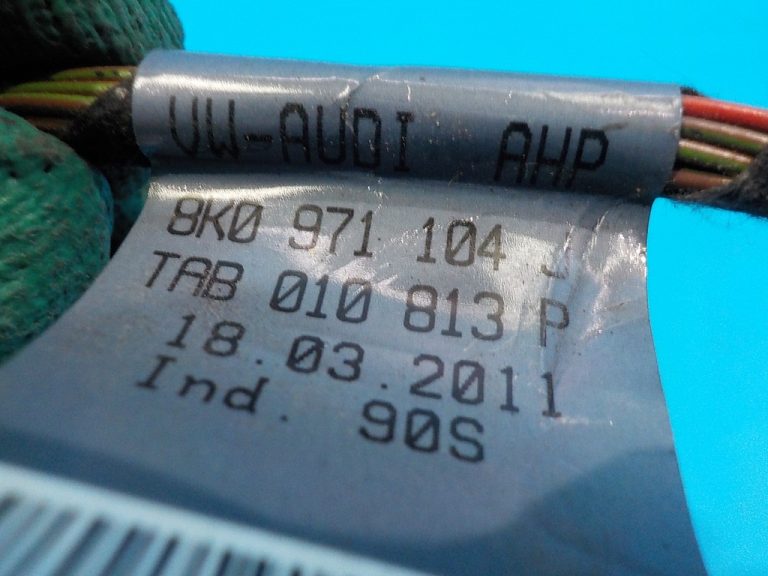 VW-AUDI AHP
8K0 971 104 J
TAB 010 813 P
18.03.2011
Ind. 90S